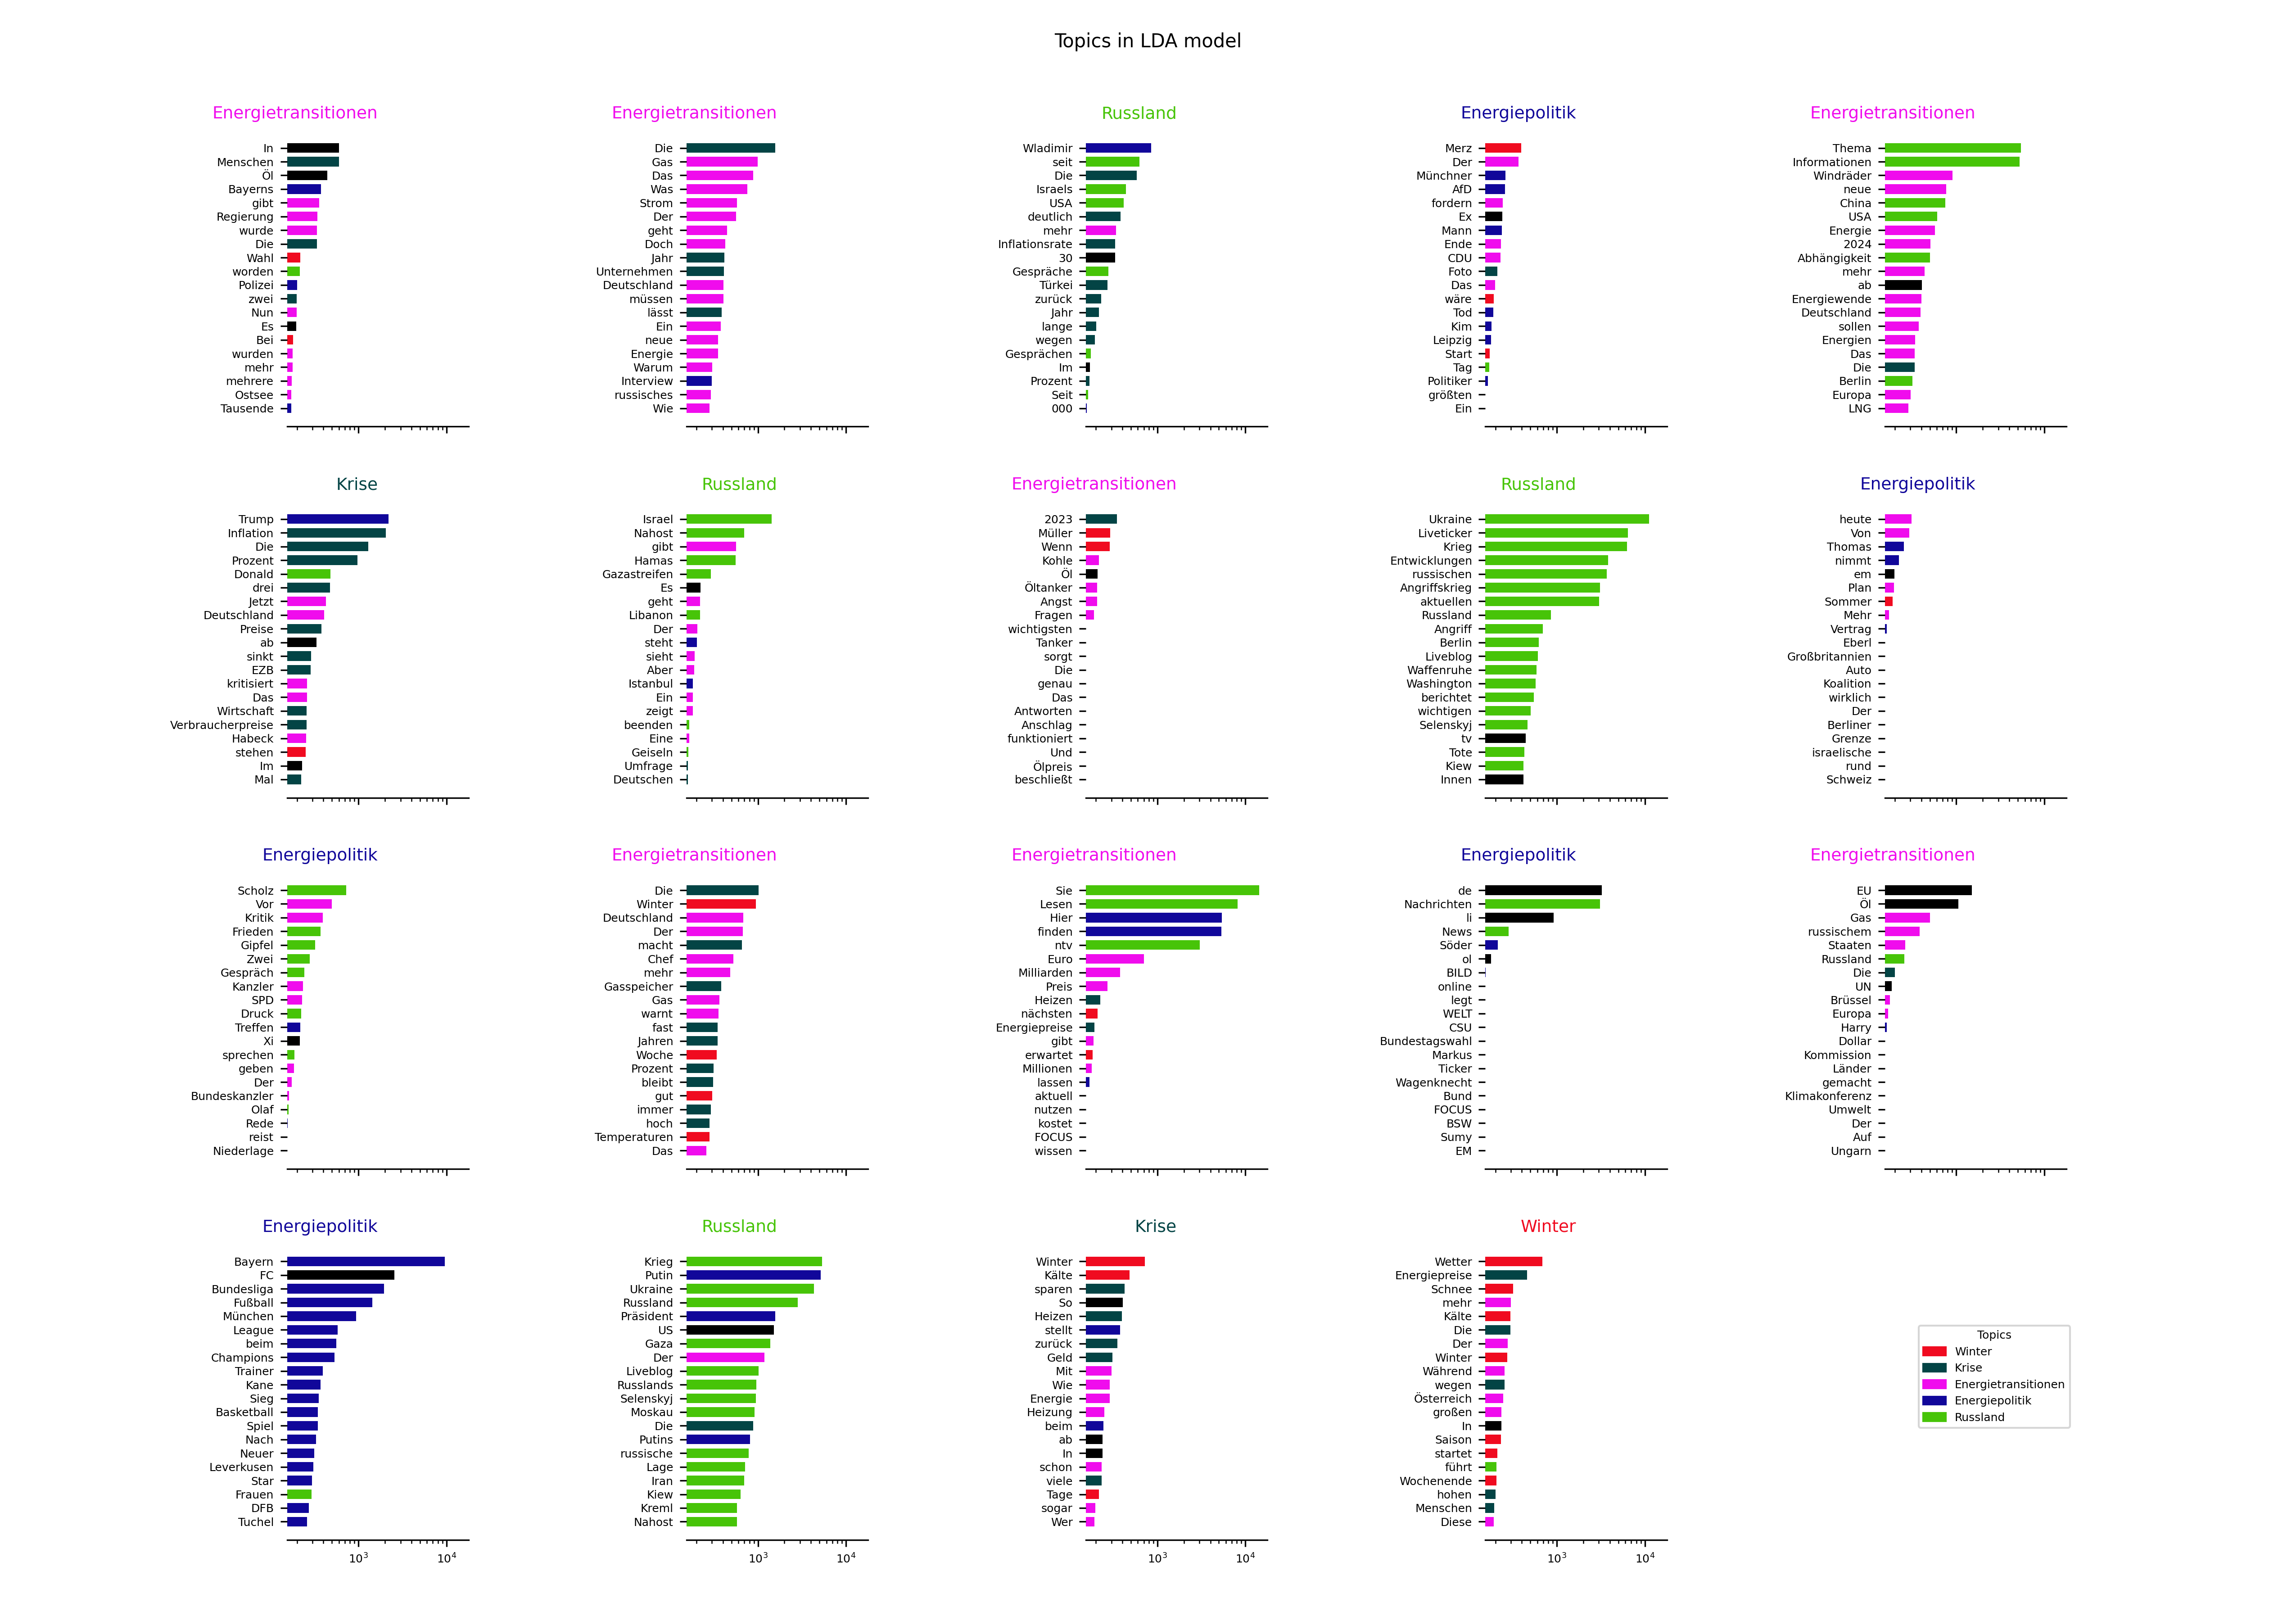 Topics in LDA model
Energietransitionen
In
Menschen
Öl
Bayerns
gibt
Regierung
wurde
Die
Wahl
worden
Polizei
zwei
Nun
Es
Bei
wurden
mehr
mehrere
Ostsee
Tausende
Energietransitionen
Die
Gas
Das
Was
Strom
Der
geht
Doch
Jahr
Unternehmen
Deutschland
müssen
lässt
Ein
neue
Energie
Warum
Interview
russisches
Wie
Russland
Wladimir
seit
Die
Israels
USA
deutlich
mehr
Inflationsrate
30
Gespräche
Türkei
zurück
Jahr
lange
wegen
Gesprächen
Im
Prozent
Seit
000
Energiepolitik
Merz
Der
Münchner
AfD
fordern
Ex
Mann
Ende
CDU
Foto
Das
wäre
Tod
Kim
Leipzig
Start
Tag
Politiker
größten
Ein
Energietransitionen
Thema
Informationen
Windräder
neue
China
USA
Energie
2024
Abhängigkeit
mehr
ab
Energiewende
Deutschland
sollen
Energien
Das
Die
Berlin
Europa
LNG
Krise
Trump
Inflation
Die
Prozent
Donald
drei
Jetzt
Deutschland
Preise
ab
sinkt
EZB
kritisiert
Das
Wirtschaft
Verbraucherpreise
Habeck
stehen
Im
Mal
Russland
Israel
Nahost
gibt
Hamas
Gazastreifen
Es
geht
Libanon
Der
steht
sieht
Aber
Istanbul
Ein
zeigt
beenden
Eine
Geiseln
Umfrage
Deutschen
Energietransitionen
2023
Müller
Wenn
Kohle
Öl
Öltanker
Angst
Fragen
wichtigsten
Tanker
sorgt
Die
genau
Das
Antworten
Anschlag
funktioniert
Und
Ölpreis
beschließt
Russland
Ukraine
Liveticker
Krieg
Entwicklungen
russischen
Angriffskrieg
aktuellen
Russland
Angriff
Berlin
Liveblog
Waffenruhe
Washington
berichtet
wichtigen
Selenskyj
tv
Tote
Kiew
Innen
Energiepolitik
heute
Von
Thomas
nimmt
em
Plan
Sommer
Mehr
Vertrag
Eberl
Großbritannien
Auto
Koalition
wirklich
Der
Berliner
Grenze
israelische
rund
Schweiz
Energiepolitik
Scholz
Vor
Kritik
Frieden
Gipfel
Zwei
Gespräch
Kanzler
SPD
Druck
Treffen
Xi
sprechen
geben
Der
Bundeskanzler
Olaf
Rede
reist
Niederlage
Energietransitionen
Die
Winter
Deutschland
Der
macht
Chef
mehr
Gasspeicher
Gas
warnt
fast
Jahren
Woche
Prozent
bleibt
gut
immer
hoch
Temperaturen
Das
Energietransitionen
Sie
Lesen
Hier
finden
ntv
Euro
Milliarden
Preis
Heizen
nächsten
Energiepreise
gibt
erwartet
Millionen
lassen
aktuell
nutzen
kostet
FOCUS
wissen
Energiepolitik
de
Nachrichten
li
News
Söder
ol
BILD
online
legt
WELT
CSU
Bundestagswahl
Markus
Ticker
Wagenknecht
Bund
FOCUS
BSW
Sumy
EM
Energietransitionen
EU
Öl
Gas
russischem
Staaten
Russland
Die
UN
Brüssel
Europa
Harry
Dollar
Kommission
Länder
gemacht
Klimakonferenz
Umwelt
Der
Auf
Ungarn
Energiepolitik
Bayern
FC
Bundesliga
Fußball
München
League
beim
Champions
Trainer
Kane
Sieg
Basketball
Spiel
Nach
Neuer
Leverkusen
Star
Frauen
DFB
Tuchel
10³ 10⁴
Russland
Krieg
Putin
Ukraine
Russland
Präsident
US
Gaza
Der
Liveblog
Russlands
Selenskyj
Moskau
Die
Putins
russische
Lage
Iran
Kiew
Kreml
Nahost
10³ 10⁴
Krise
Winter
Kälte
sparen
So
Heizen
stellt
zurück
Geld
Mit
Wie
Energie
Heizung
beim
ab
In
schon
viele
Tage
sogar
Wer
10³ 10⁴
Winter
Wetter
Energiepreise
Schnee
mehr
Kälte
Die
Der
Winter
Während
wegen
Österreich
großen
In
Saison
startet
führt
Wochenende
hohen
Menschen
Diese
10³ 10⁴
Topics
Winter
Krise
Energietransitionen
Energiepolitik
Russland